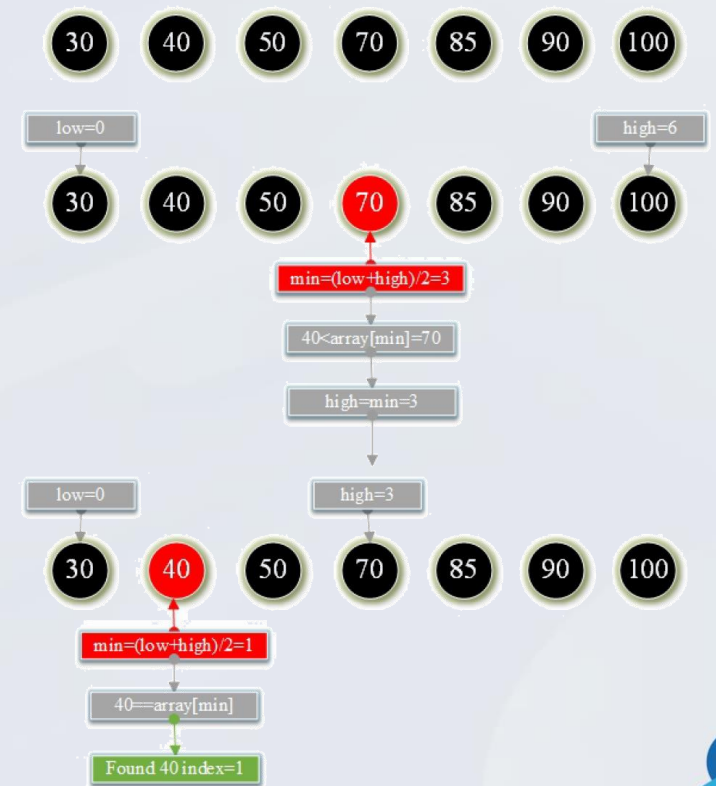 30 40 50 70 85 90 100
low=0 high=6
30 40 50 70 85 90 100
min=(low+high)/2=3
40<array[min]=70
high=min=3
low=0 high=3
30 40 50 70 85 90 100
min=(low+high)/2=1
40==array[min]
Found 40 index=1